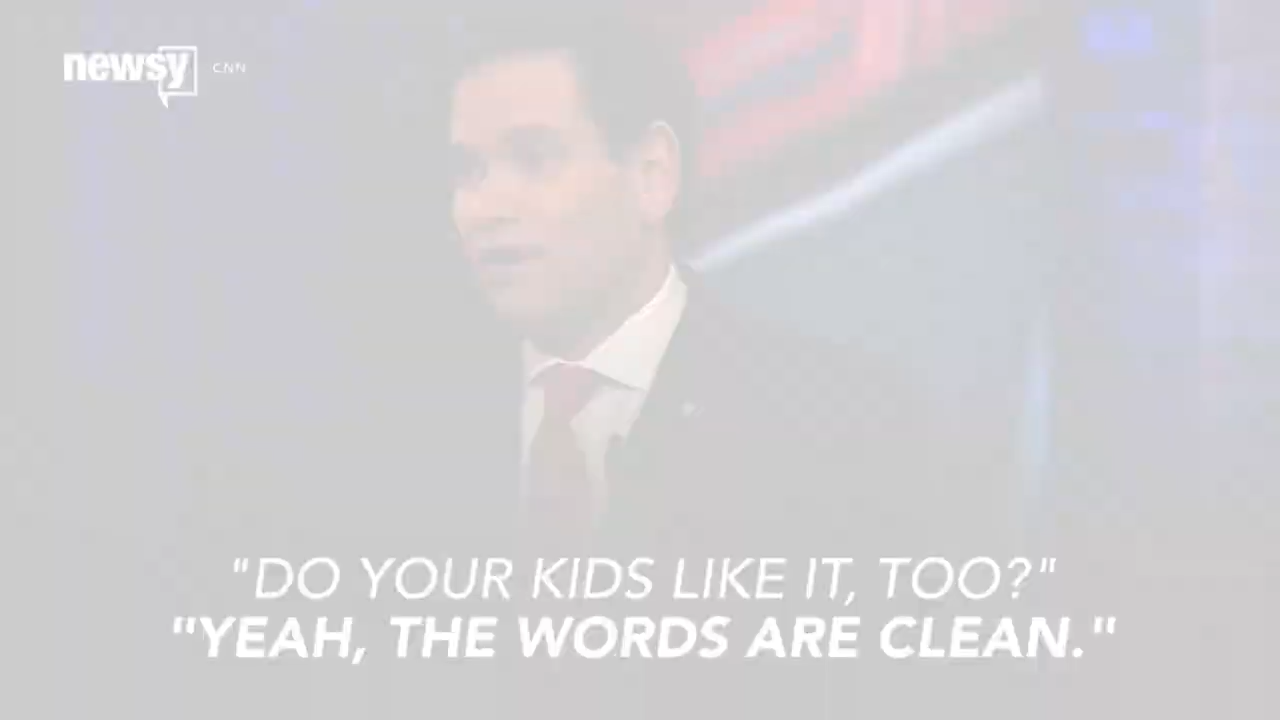 newsy
CNN
"DO YOUR KIDS LIKE IT, TOO?"
"YEAH, THE WORDS ARE CLEAN."